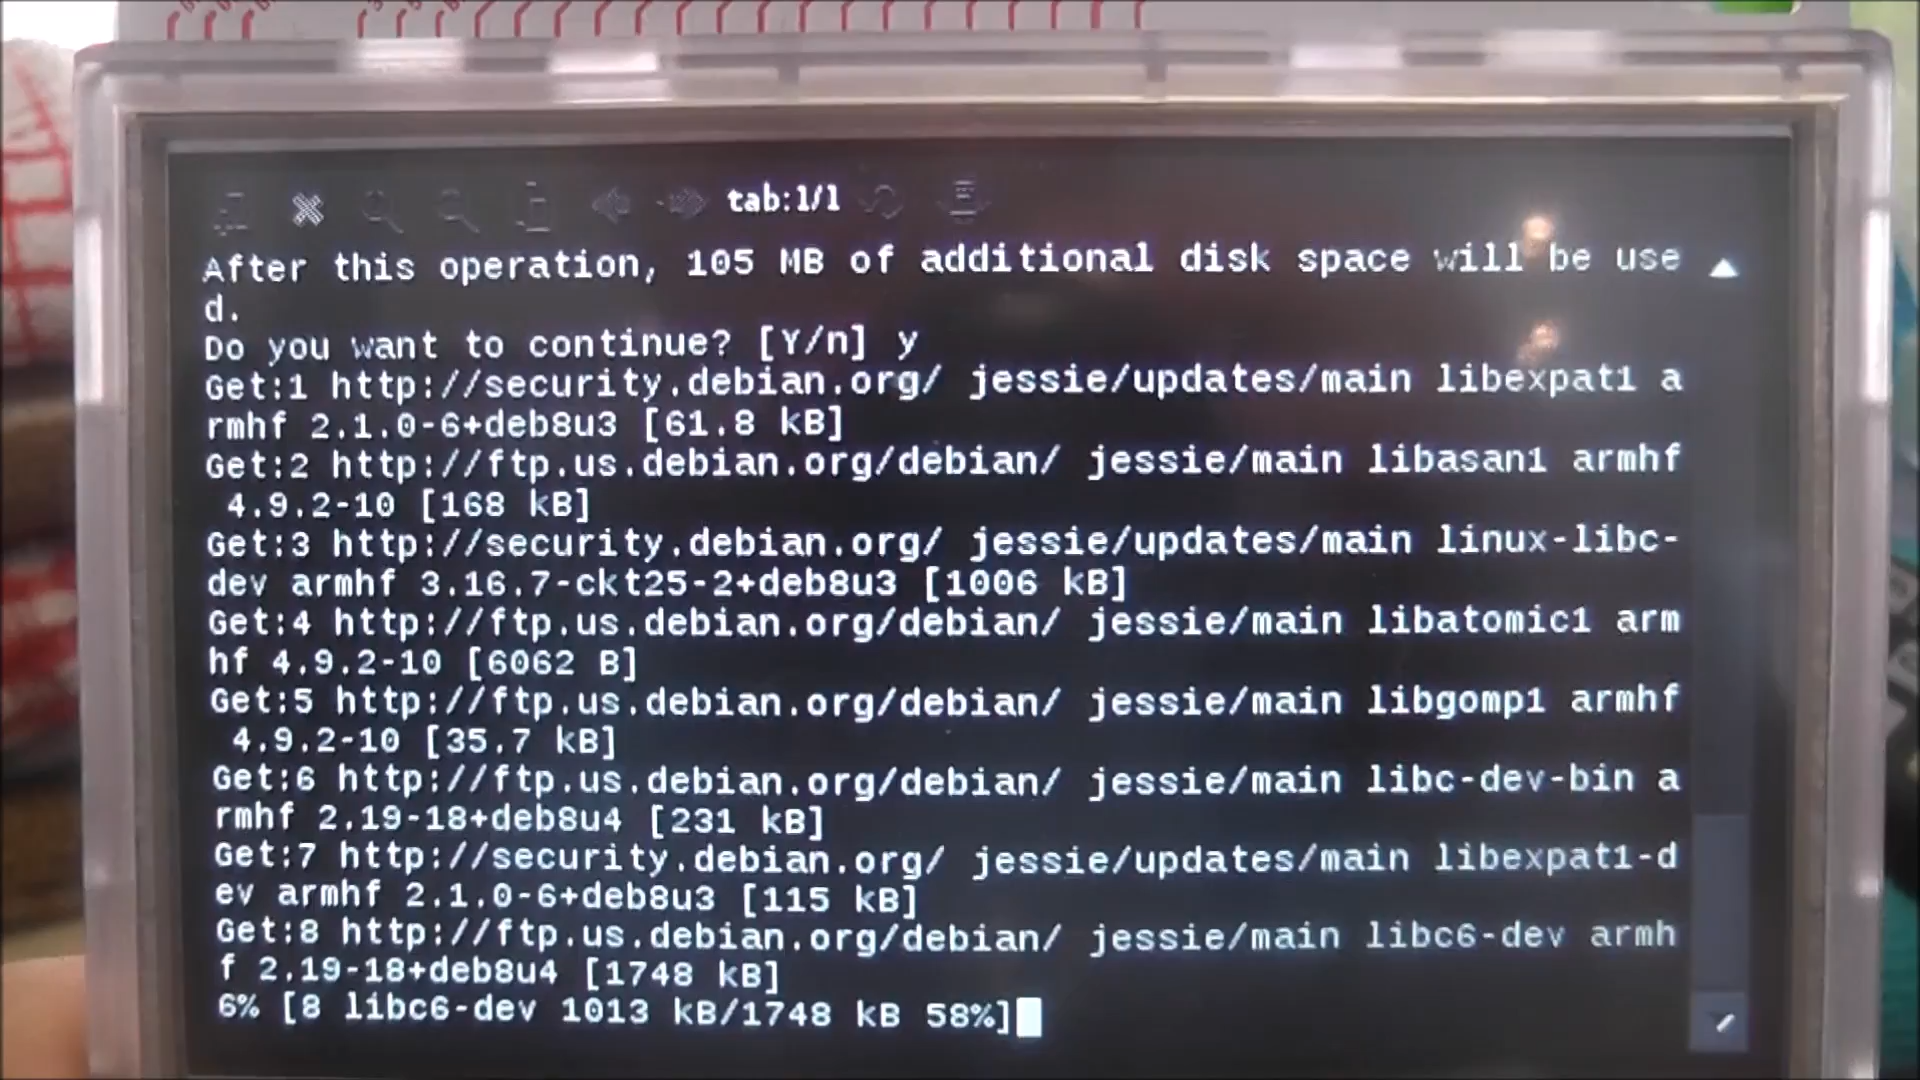 tab:1/1
After this operation, 105 MB of additional disk space will be use
d.
Do you want to continue? [Y/n] y
Get:1 http://security.debian.org/ jessie/updates/main libexpat1 a
rmhf 2.1.0-6+deb8u3 [61.8 kB]
Get:2 http://ftp.us.debian.org/debian/ jessie/main libasan1 armhf
 4.9.2-10 [168 kB]
Get:3 http://security.debian.org/ jessie/updates/main linux-libc-
dev armhf 3.16.7-ckt25-2+deb8u3 [1006 kB]
Get:4 http://ftp.us.debian.org/debian/ jessie/main libatomic1 arm
hf 4.9.2-10 [6062 B]
Get:5 http://ftp.us.debian.org/debian/ jessie/main libgomp1 armhf
 4.9.2-10 [35.7 kB]
Get:6 http://ftp.us.debian.org/debian/ jessie/main libc-dev-bin a
rmhf 2.19-18+deb8u4 [231 kB]
Get:7 http://security.debian.org/ jessie/updates/main libexpat1-d
ev armhf 2.1.0-6+deb8u3 [115 kB]
Get:8 http://ftp.us.debian.org/debian/ jessie/main libc6-dev armh
f 2.19-18+deb8u4 [1748 kB]
6% [8 libc6-dev 1013 kB/1748 kB 58%]